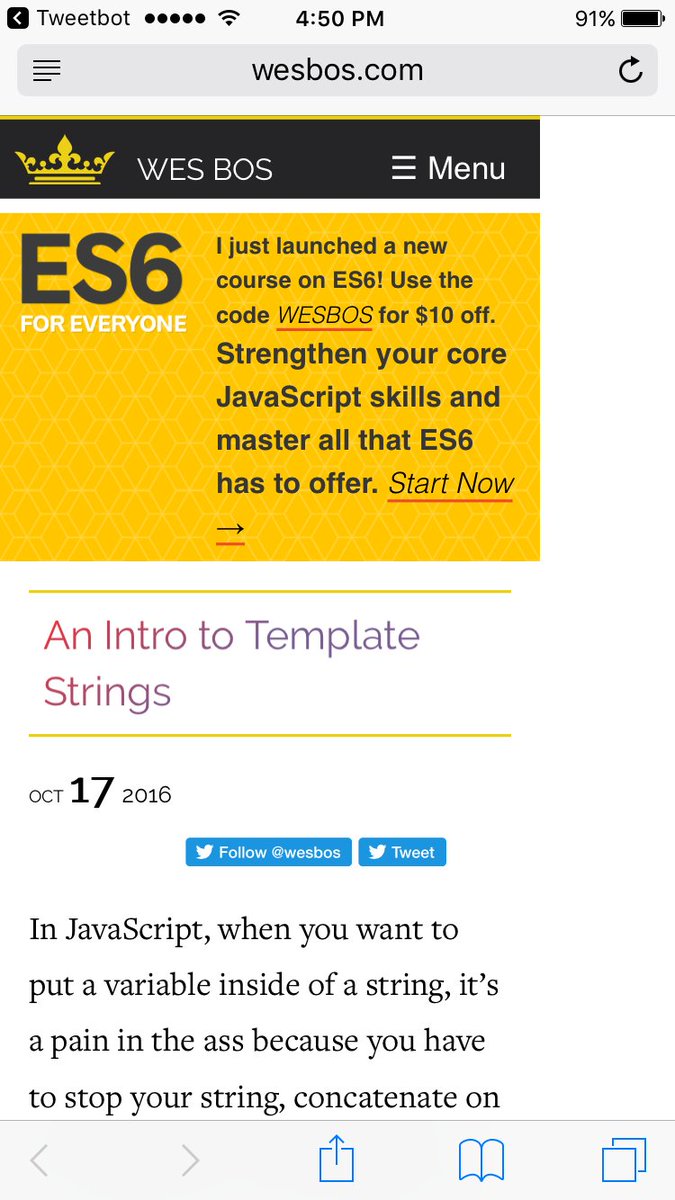 Tweetbot 4:50 PM 91%
wesbos.com
WES BOS ☰ Menu
ES6
FOR EVERYONE
I just launched a new
course on ES6! Use the
code WESBOS for $10 off.
Strengthen your core
JavaScript skills and
master all that ES6
has to offer. Start Now
→
An Intro to Template
Strings
OCT 17 2016
Follow @wesbos Tweet
In JavaScript, when you want to
put a variable inside of a string, it’s
a pain in the ass because you have
to stop your string, concatenate on